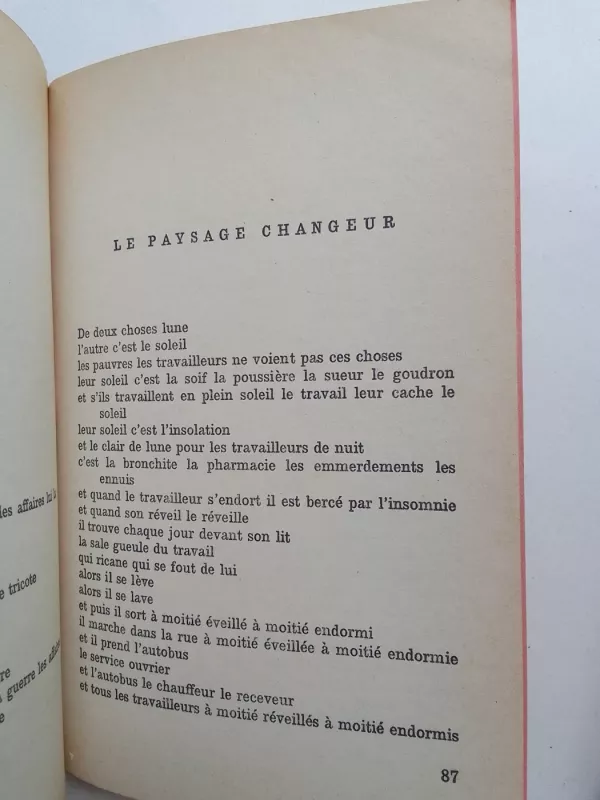 LE PAYSAGE CHANGEUR
De deux choses lune
l'autre c'est le soleil
les pauvres les travailleurs ne voient pas ces choses
leur soleil c'est la soif la poussière la sueur le goudron
et s'ils travaillent en plein soleil le travail leur cache le
soleil
leur soleil c'est l'insolation
et le clair de lune pour les travailleurs de nuit
c'est la bronchite la pharmacie les emmerdements les
ennuis
et quand le travailleur s'endort il est bercé par l'insomnie
et quand son réveil le réveille
il trouve chaque jour devant son lit
la sale gueule du travail
qui ricane qui se fout de lui
alors il se lève
alors il se lave
et puis il sort à moitié éveillé à moitié endormi
il marche dans la rue à moitié éveillée à moitié endormie
et il prend l'autobus
le service ouvrier
et l'autobus le chauffeur le receveur
et tous les travailleurs à moitié réveillés à moitié endormis
87
les affaires lui
tricote
guerre les